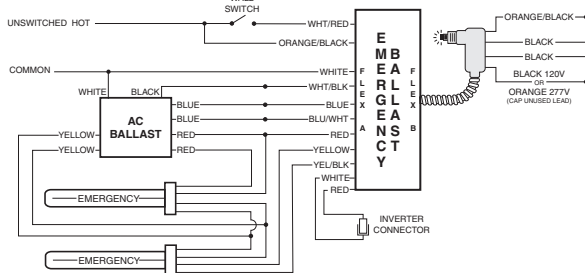 SWITCH
UNSWITCHED HOT
WHT/RED
ORANGE/BLACK
ORANGE/BLACK
BLACK
BLACK
BLACK 120V
OR
ORANGE 277V
(CAP UNUSED LEAD)
COMMON
WHITE
WHITE
BLACK
WHT/BLK
BLUE
BLUE
BLUE
BLU/WHT
AC
BALLAST
RED
RED
RED
YELLOW
YELLOW
YELLOW
YEL/BLK
WHITE
RED
FLEX A
EMERGENCY
BALLAST
FLEX B
EMERGENCY
EMERGENCY
INVERTER
CONNECTOR